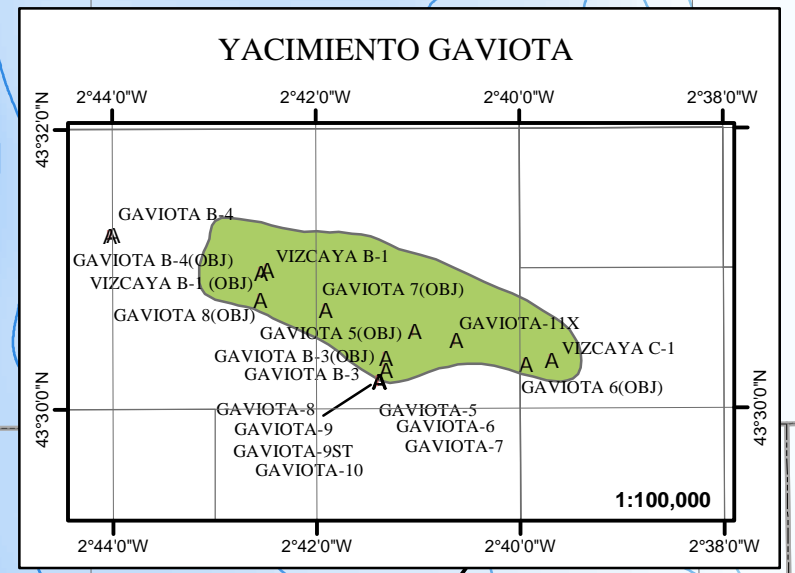 YACIMIENTO GAVIOTA
2°44'0"W 2°42'0"W 2°40'0"W 2°38'0"W
43°32'0"N
GAVIOTA B-4
GAVIOTA B-4(OBJ)
VIZCAYA B-1
VIZCAYA B-1 (OBJ)
GAVIOTA 7(OBJ)
GAVIOTA 8(OBJ)
GAVIOTA-11X
GAVIOTA 5(OBJ)
VIZCAYA C-1
GAVIOTA B-3(OBJ)
GAVIOTA B-3
GAVIOTA 6(OBJ)
43°30'0"N
43°30'0"N
GAVIOTA-8
GAVIOTA-9
GAVIOTA-9ST
GAVIOTA-10
GAVIOTA-5
GAVIOTA-6
GAVIOTA-7
1:100,000
2°44'0"W 2°42'0"W 2°40'0"W 2°38'0"W